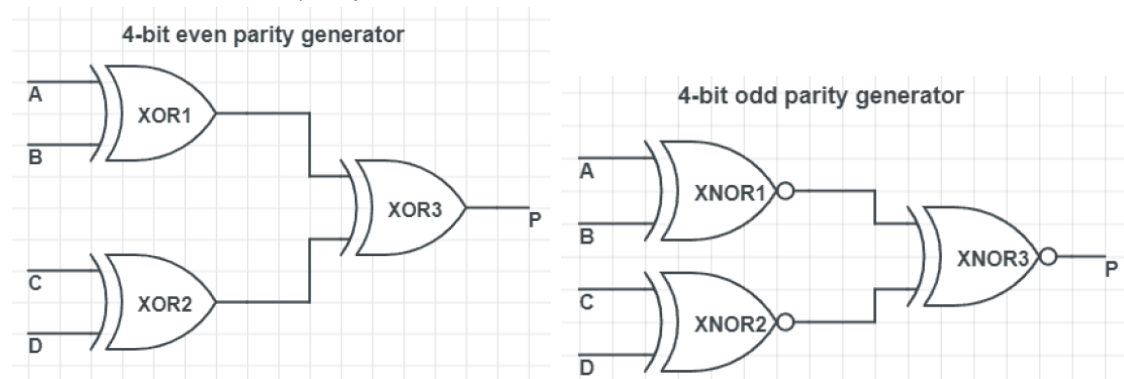 4-bit even parity generator
A
XOR1
B
XOR3
P
C
XOR2
D
4-bit odd parity generator
A
XNOR1
B
XNOR3
P
C
XNOR2
D